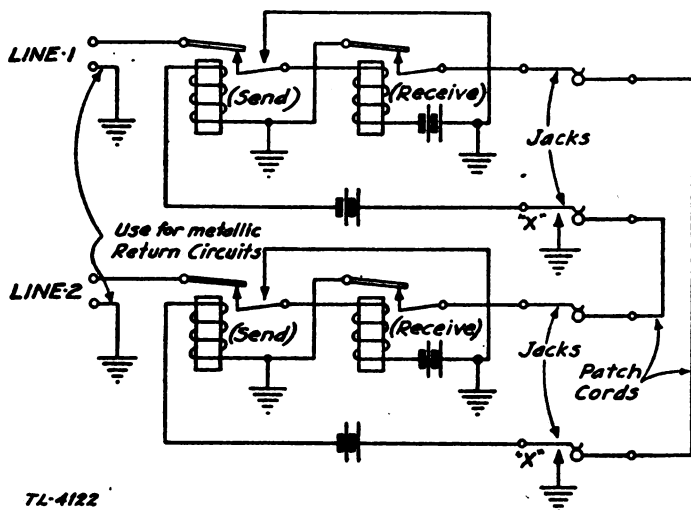 LINE-1
(Send)
(Receive)
Jacks
"X"
Use for metallic
Return Circuits
LINE-2
(Send)
(Receive)
Jacks
Patch
Cords
"X"
TL-4122